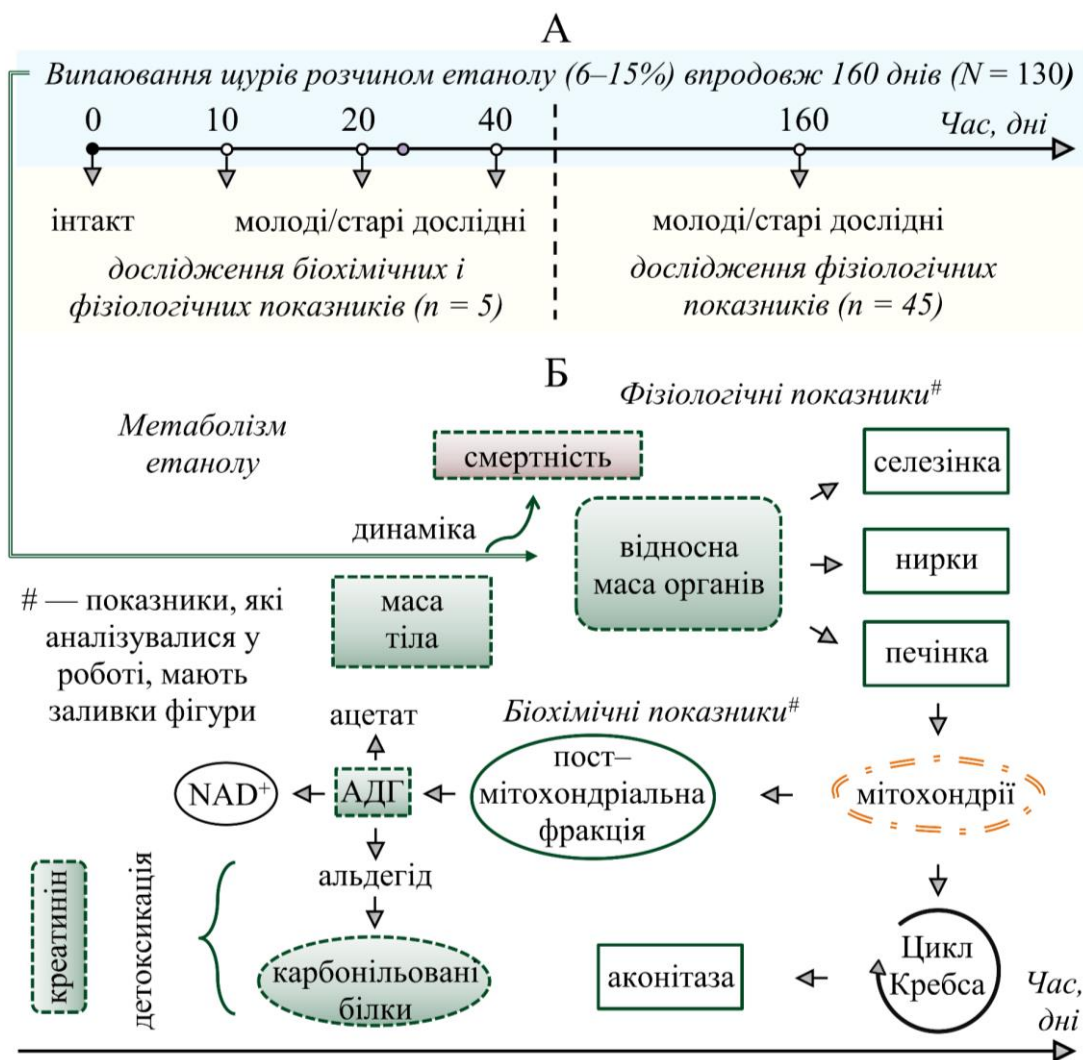 А
Випаювання щурів розчином етанолу (6–15%) впродовж 160 днів (N = 130)
0 10 20 40 160 Час, дні
інтакт молоді/старі дослідні молоді/старі дослідні
дослідження біохімічних і
фізіологічних показників (n = 5)
дослідження фізіологічних
показників (n = 45)
Б
Фізіологічні показники#
Метаболізм
етанолу
смертність
селезінка
динаміка
відносна
маса органів
нирки
# — показники, які
аналізувалися у
роботі, мають
заливки фігури
маса
тіла
печінка
Біохімічні показники#
ацетат
NAD+
АДГ
пост–
мітохондріальна
фракція
мітохондрії
альдегід
креатинін
детоксикація
карбонільовані
білки
аконітаза
Цикл
Кребса
Час,
дні